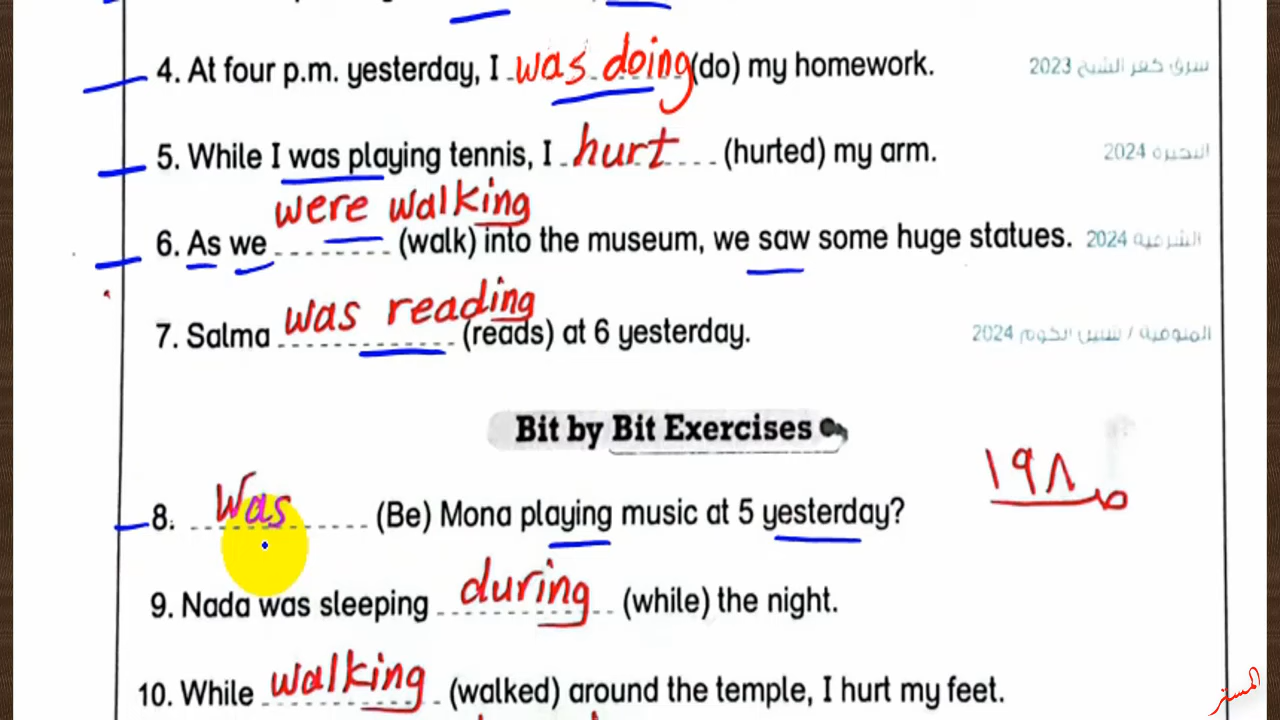 4. At four p.m. yesterday, I was doing (do) my homework. شرق كفر الشيخ 2023
5. While I was playing tennis, I hurt (hurted) my arm. البحيرة 2024
were walking
6. As we ........ (walk) into the museum, we saw some huge statues. الشرقية 2024
was reading
7. Salma ........ (reads) at 6 yesterday. المنوفية / شبين الكوم 2024
Bit by Bit Exercises
ص ١٩٨
8. Was (Be) Mona playing music at 5 yesterday?
9. Nada was sleeping during (while) the night.
10. While walking (walked) around the temple, I hurt my feet.
المستر